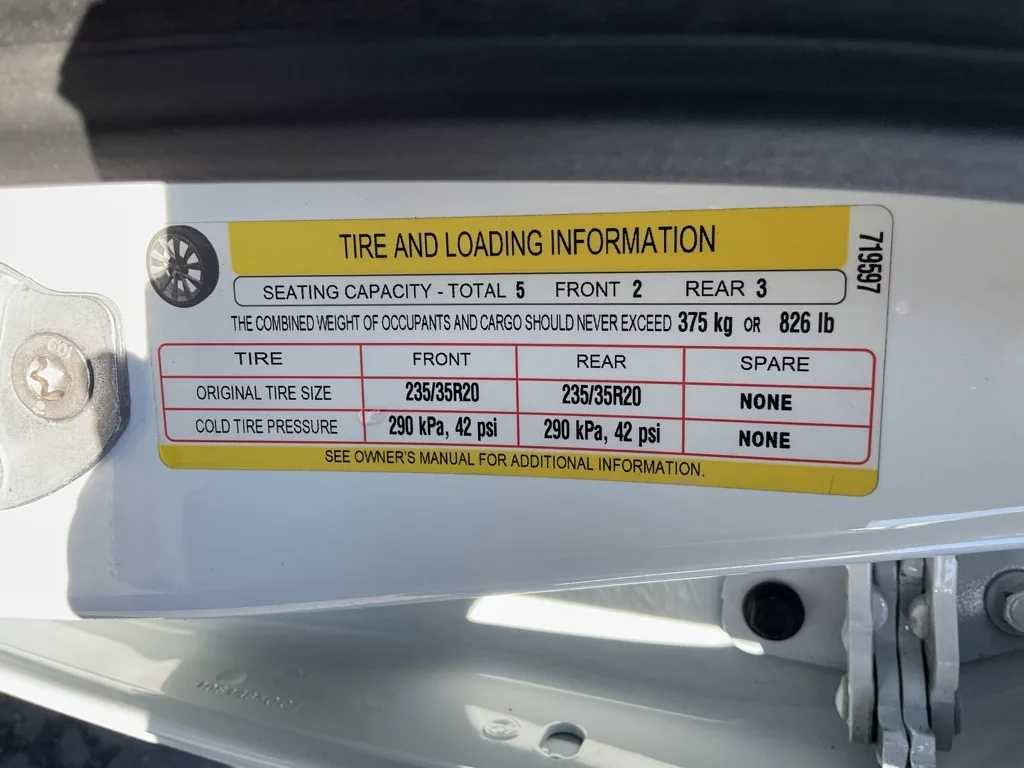 TIRE AND LOADING INFORMATION
719597
SEATING CAPACITY - TOTAL 5 FRONT 2 REAR 3
THE COMBINED WEIGHT OF OCCUPANTS AND CARGO SHOULD NEVER EXCEED 375 kg OR 826 lb
TIRE FRONT REAR SPARE
ORIGINAL TIRE SIZE 235/35R20 235/35R20 NONE
COLD TIRE PRESSURE 290 kPa, 42 psi 290 kPa, 42 psi NONE
SEE OWNER'S MANUAL FOR ADDITIONAL INFORMATION.